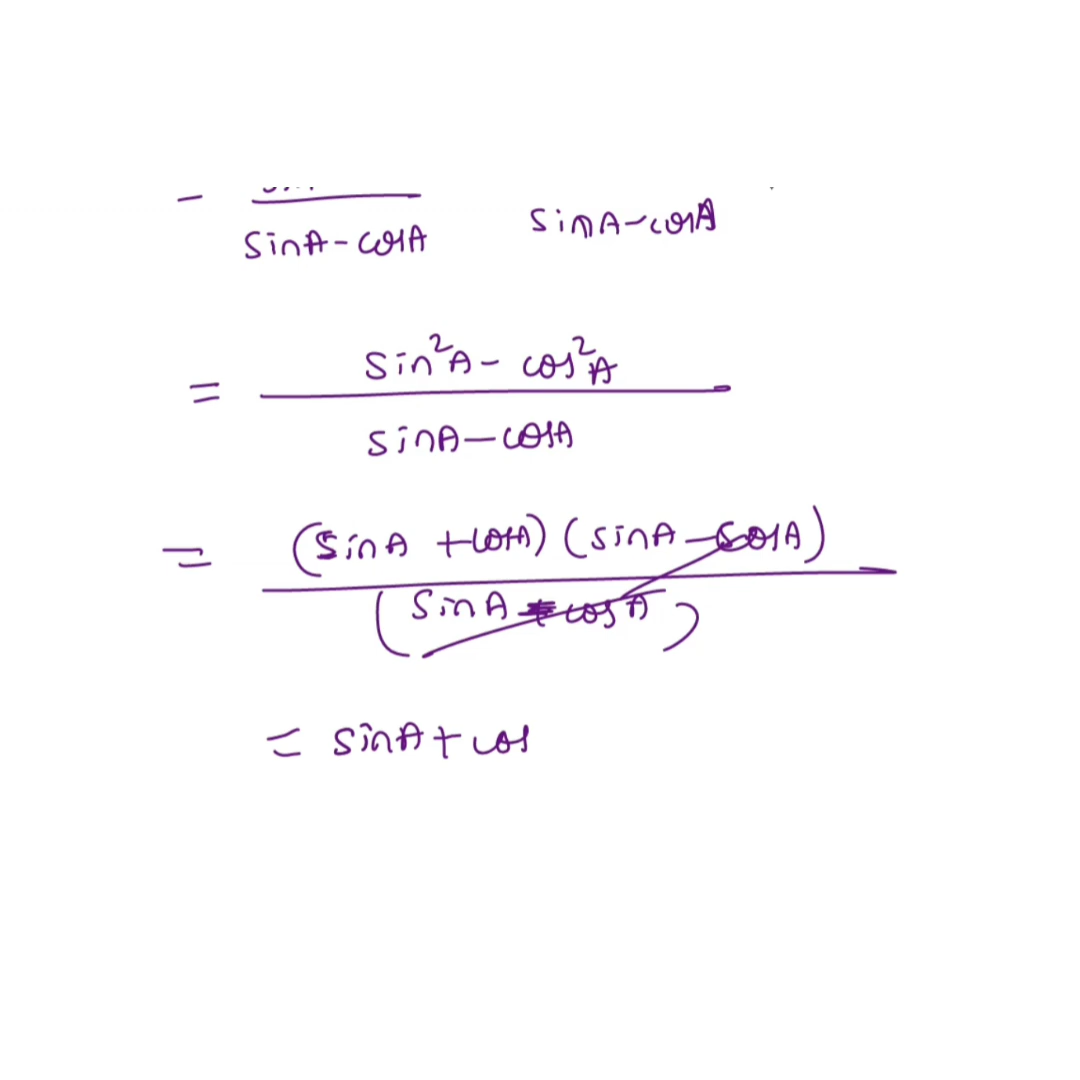 - ――― 
sinA - cosA sinA - cosA
= sin²A - cos²A
sinA - cosA
= (sinA + cosA) (sinA - cosA)
(sinA - cosA)
= sinA + cos